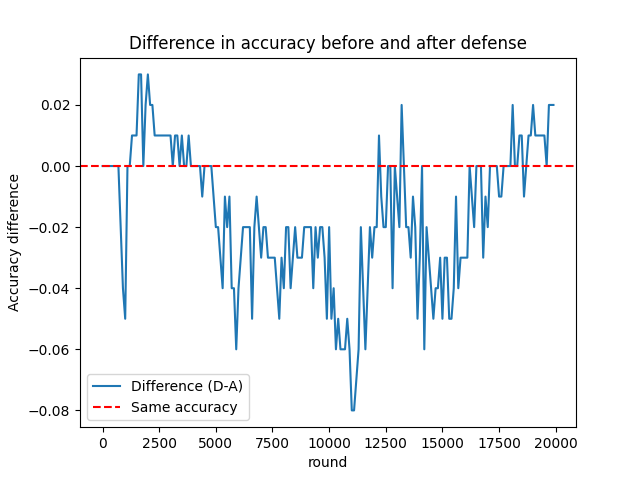 Difference in accuracy before and after defense
Accuracy difference
0.02
0.00
−0.02
−0.04
−0.06
−0.08
Difference (D-A)
Same accuracy
0 2500 5000 7500 10000 12500 15000 17500 20000
round